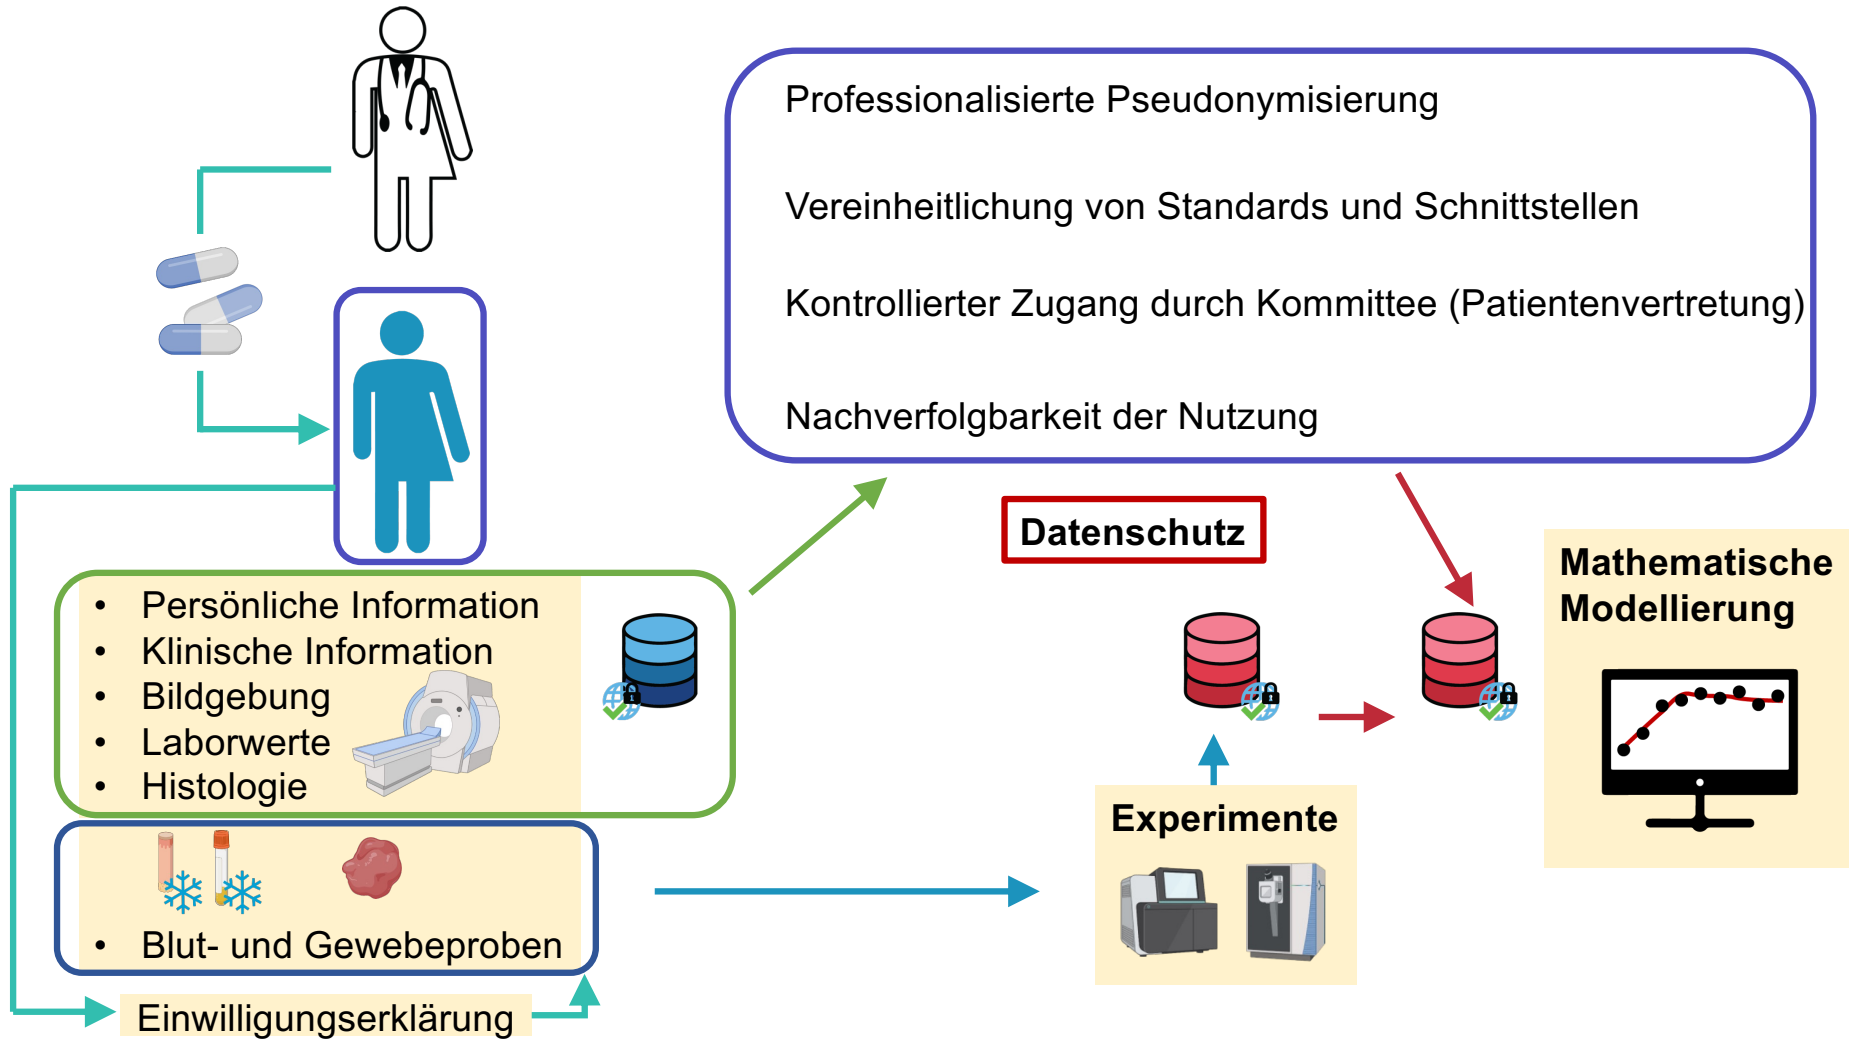 Professionalisierte Pseudonymisierung
Vereinheitlichung von Standards und Schnittstellen
Kontrollierter Zugang durch Kommittee (Patientenvertretung)
Nachverfolgbarkeit der Nutzung
Datenschutz
Mathematische
Modellierung
• Persönliche Information
• Klinische Information
• Bildgebung
• Laborwerte
• Histologie
Experimente
• Blut- und Gewebeproben
Einwilligungserklärung